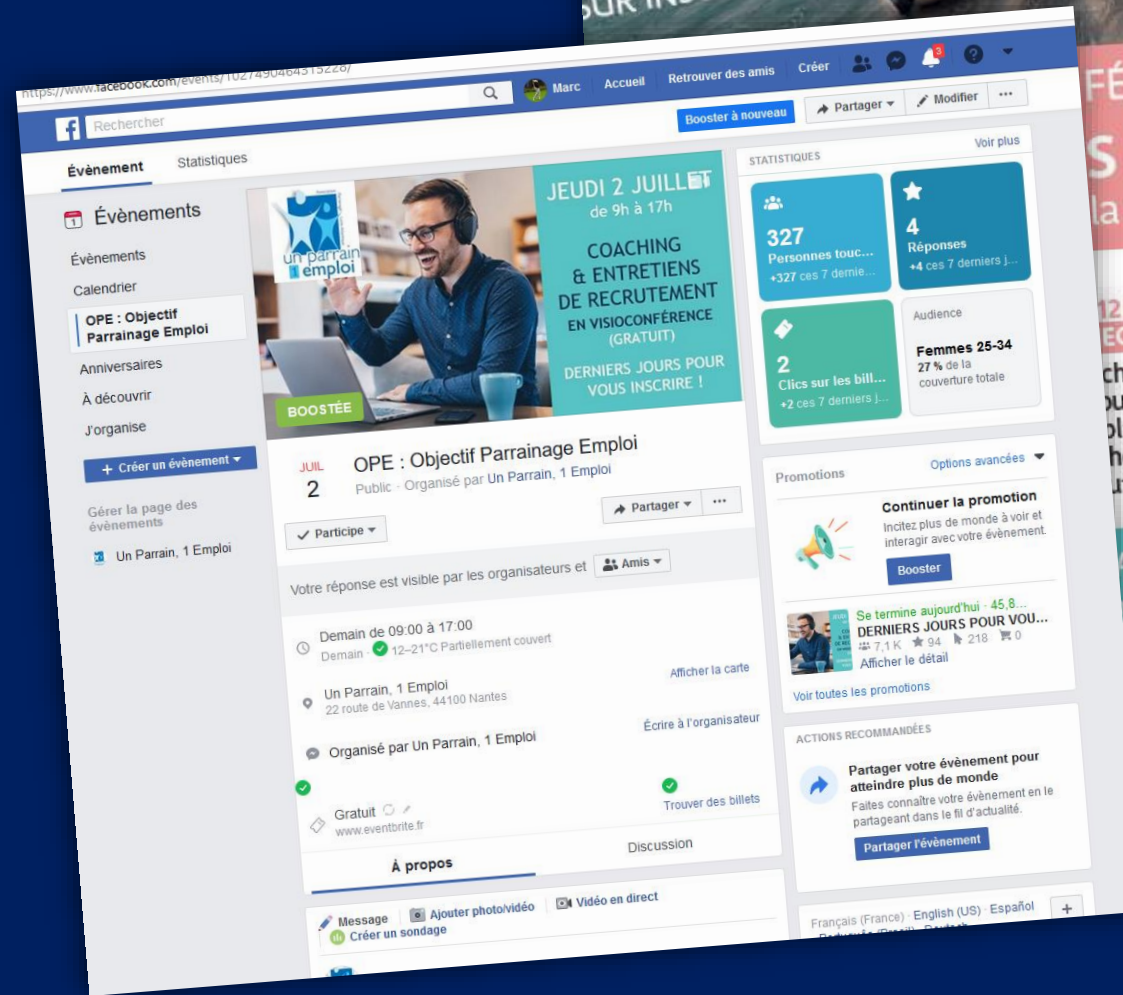 SUR INS
https://www.facebook.com/events/1027490464315228/
Rechercher
Marc
Accueil
Retrouver des amis
Créer
3
Évènement
Statistiques
Booster à nouveau
Partager
Modifier
Évènements
Évènements
Calendrier
OPE : Objectif
Parrainage Emploi
Anniversaires
À découvrir
J'organise
+ Créer un évènement
Gérer la page des
évènements
Un Parrain, 1 Emploi
un parrain
1 emploi
JEUDI 2 JUILLET
de 9h à 17h
COACHING
& ENTRETIENS
DE RECRUTEMENT
EN VISIOCONFÉRENCE
(GRATUIT)
DERNIERS JOURS POUR
VOUS INSCRIRE !
BOOSTÉE
JUIL
2
OPE : Objectif Parrainage Emploi
Public · Organisé par Un Parrain, 1 Emploi
Participe
Partager
Votre réponse est visible par les organisateurs et
Amis
Demain de 09:00 à 17:00
Demain · 12–21°C Partiellement couvert
Un Parrain, 1 Emploi
22 route de Vannes, 44100 Nantes
Afficher la carte
Organisé par Un Parrain, 1 Emploi
Écrire à l'organisateur
Gratuit
www.eventbrite.fr
Trouver des billets
À propos
Discussion
Message
Ajouter photo/vidéo
Vidéo en direct
Créer un sondage
STATISTIQUES
Voir plus
327
Personnes touc...
+327 ces 7 dernie...
4
Réponses
+4 ces 7 derniers j...
2
Clics sur les bill...
+2 ces 7 derniers j...
Audience
Femmes 25-34
27 % de la
couverture totale
Promotions
Options avancées
Continuer la promotion
Incitez plus de monde à voir et
interagir avec votre évènement.
Booster
Se termine aujourd'hui · 45,8...
DERNIERS JOURS POUR VOU...
7,1 K 94 218 0
Afficher le détail
Voir toutes les promotions
ACTIONS RECOMMANDÉES
Partager votre évènement pour
atteindre plus de monde
Faites connaître votre évènement en le
partageant dans le fil d'actualité.
Partager l'évènement
Français (France) · English (US) · Español
FÉ
S
la
12